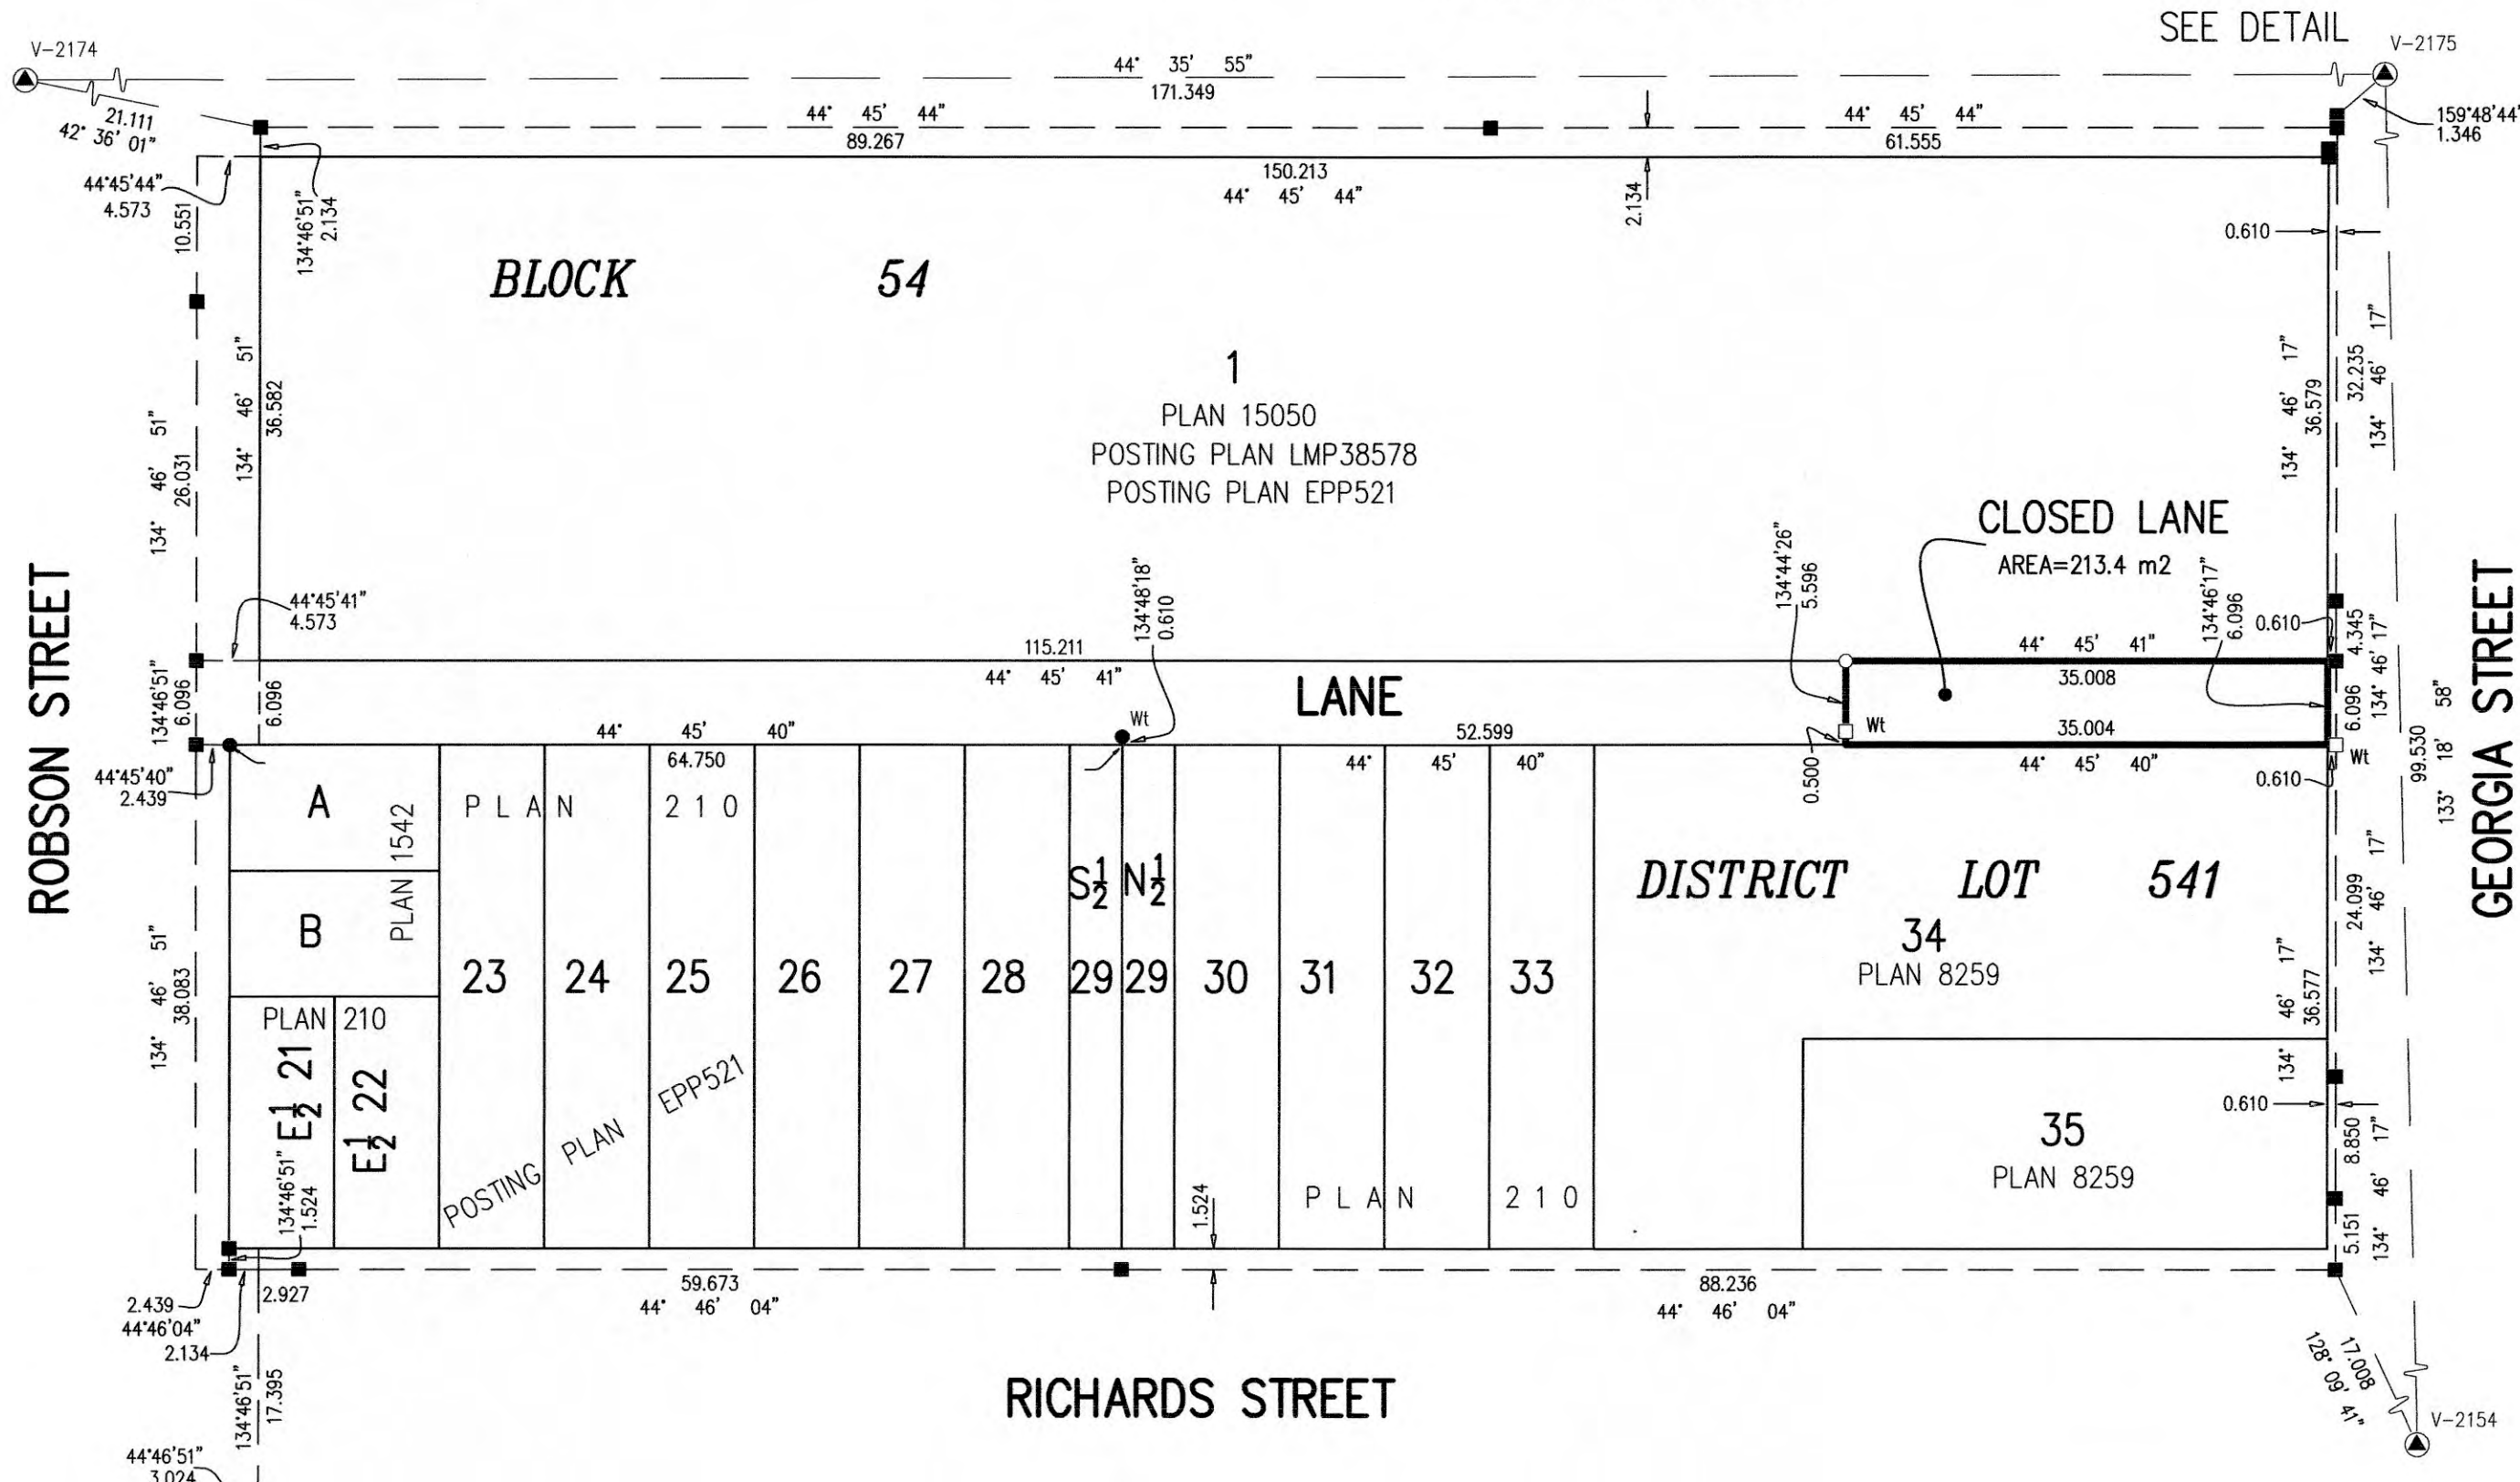 SEE DETAIL
V-2174
V-2175
44° 35' 55"
171.349
21.111
42° 36' 01"
44° 45' 44"
89.267
44° 45' 44"
61.555
159°48'44"
1.346
150.213
44° 45' 44"
2.134
44°45'44"
4.573
10.551
134°46'51"
2.134
0.610
BLOCK 54
1
PLAN 15050
POSTING PLAN LMP38578
POSTING PLAN EPP521
134° 46' 51"
26.031
134° 46' 51"
36.582
134° 46' 17"
36.579
32.235
134° 46' 17"
CLOSED LANE
AREA=213.4 m2
134°44'26"
5.596
134°46'17"
6.096
0.610
4.345
134° 46' 17"
6.096
ROBSON STREET
GEORGIA STREET
44°45'41"
4.573
134°48'18"
0.610
115.211
44° 45' 41"
LANE
44° 45' 41"
35.008
35.004
44° 45' 40"
Wt
Wt
Wt
0.500
0.610
134°46'51"
6.096
6.096
44° 45' 40"
64.750
52.599
44° 45' 40"
44°45'40"
2.439
99.530
133° 18' 58"
A
B
PLAN 1542
PLAN 210
S½ N½
DISTRICT LOT 541
34
PLAN 8259
23 24 25 26 27 28 29 29 30 31 32 33
134° 46' 51"
38.083
PLAN 210
E½ 21
E½ 22
POSTING PLAN EPP521
24.099
134° 46' 17"
134° 46' 17"
36.577
0.610
35
PLAN 8259
8.850
134° 46' 17"
5.151
134°46'51"
1.524
1.524
PLAN 210
2.439
44°46'04"
2.134
2.927
59.673
44° 46' 04"
88.236
44° 46' 04"
134°46'51"
17.395
RICHARDS STREET
17.008
128° 09' 41"
V-2154
44°46'51"
3.024